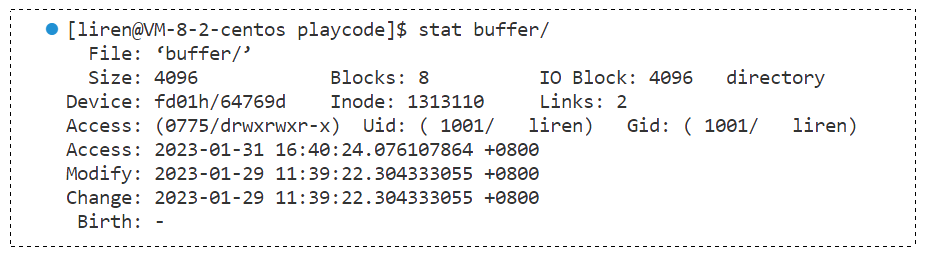 [liren@VM-8-2-centos playcode]$ stat buffer/
File: ‘buffer/’
Size: 4096 Blocks: 8 IO Block: 4096 directory
Device: fd01h/64769d Inode: 1313110 Links: 2
Access: (0775/drwxrwxr-x) Uid: ( 1001/ liren) Gid: ( 1001/ liren)
Access: 2023-01-31 16:40:24.076107864 +0800
Modify: 2023-01-29 11:39:22.304333055 +0800
Change: 2023-01-29 11:39:22.304333055 +0800
Birth: -